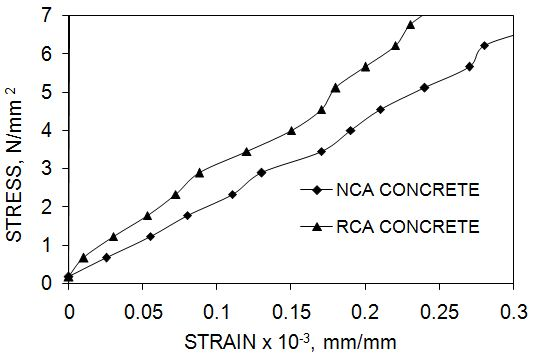 7
6
5
4
3
2
1
0
STRESS, N/mm 2
NCA CONCRETE
RCA CONCRETE
0 0.05 0.1 0.15 0.2 0.25 0.3
STRAIN x 10-3, mm/mm